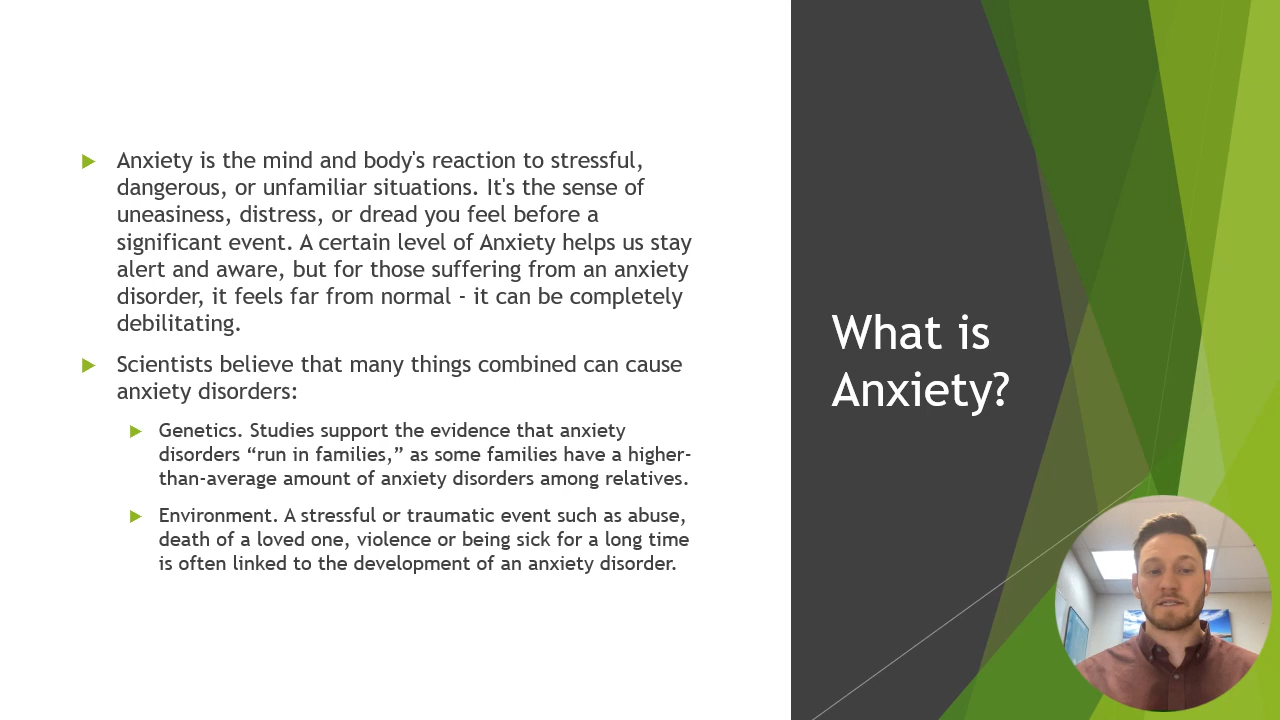 Anxiety is the mind and body's reaction to stressful,
dangerous, or unfamiliar situations. It's the sense of
uneasiness, distress, or dread you feel before a
significant event. A certain level of Anxiety helps us stay
alert and aware, but for those suffering from an anxiety
disorder, it feels far from normal - it can be completely
debilitating.
Scientists believe that many things combined can cause
anxiety disorders:
Genetics. Studies support the evidence that anxiety
disorders “run in families,” as some families have a higher-
than-average amount of anxiety disorders among relatives.
Environment. A stressful or traumatic event such as abuse,
death of a loved one, violence or being sick for a long time
is often linked to the development of an anxiety disorder.
What is
Anxiety?